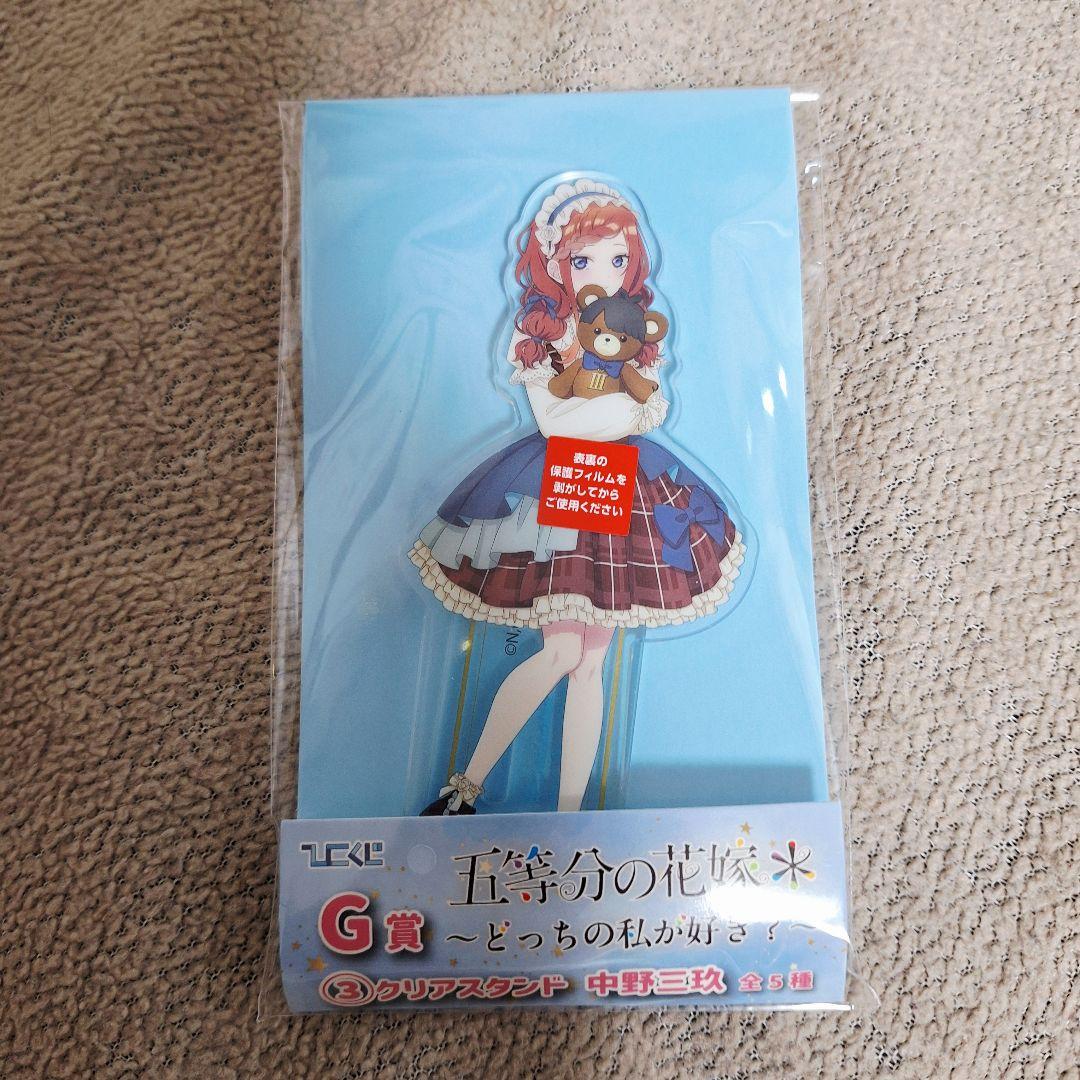 III
表裏の
保護フィルムを
剥がしてから
ご使用ください
©N
ひこくじ
五等分の花嫁＊
G賞
～どっちの私が好き？～
③クリアスタンド 中野三玖 全5種